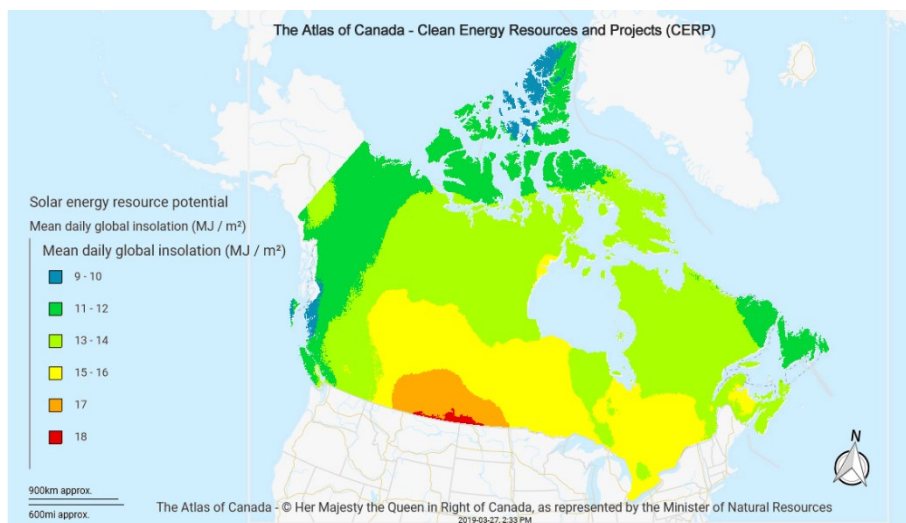 The Atlas of Canada - Clean Energy Resources and Projects (CERP)
Solar energy resource potential
Mean daily global insolation (MJ / m²)
Mean daily global insolation (MJ / m²)
9 - 10
11 - 12
13 - 14
15 - 16
17
18
N
900km approx.
600mi approx.
The Atlas of Canada - © Her Majesty the Queen in Right of Canada, as represented by the Minister of Natural Resources
2019-03-27, 2:33 PM